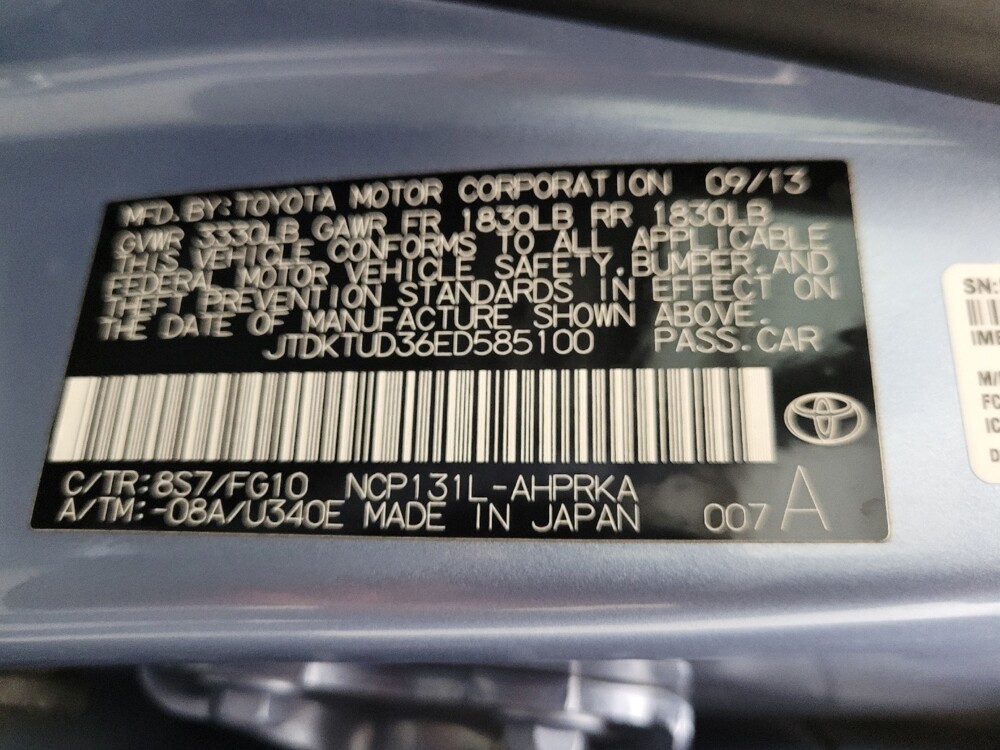 MFD. BY: TOYOTA MOTOR CORPORATION 09/13
GVWR 3330LB GAWR FR 1830LB RR 1830LB
THIS VEHICLE CONFORMS TO ALL APPLICABLE
FEDERAL MOTOR VEHICLE SAFETY, BUMPER, AND
THEFT PREVENTION STANDARDS IN EFFECT ON
THE DATE OF MANUFACTURE SHOWN ABOVE.
JTDKTUD36ED585100 PASS. CAR
C/TR:8S7/FG10 NCP131L-AHPRKA
A/TM:-08A/U340E MADE IN JAPAN 007 A
SN:
M/
FC
IC